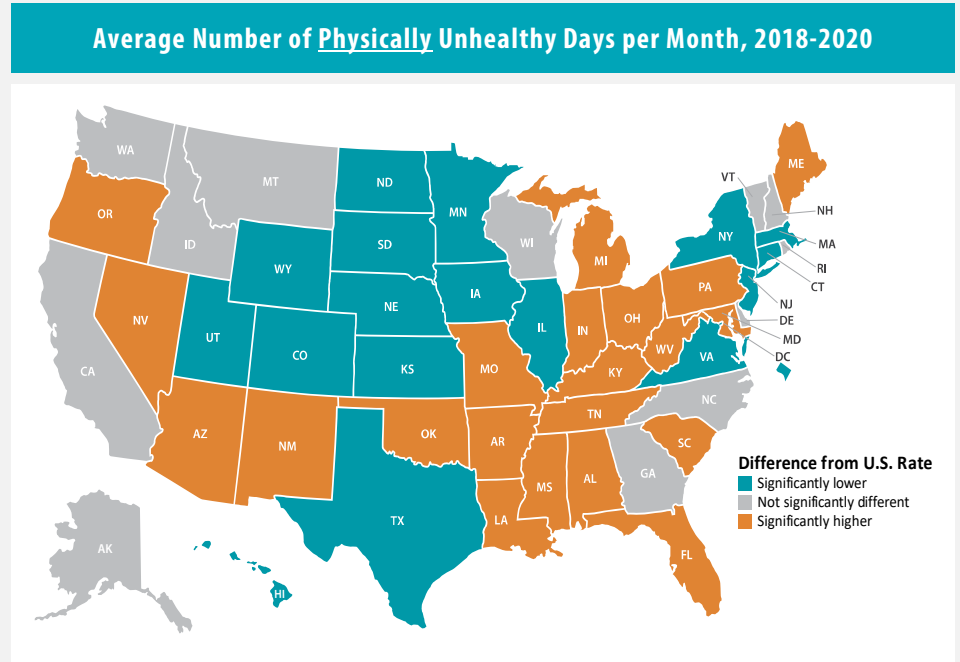 Average Number of Physically Unhealthy Days per Month, 2018-2020
WA
MT
ND
MN
ME
VT
OR
ID
SD
WI
NY
NH
MA
WY
MI
RI
CT
NV
NE
IA
PA
NJ
UT
CO
IL
IN
OH
DE
MD
WV
VA
DC
CA
KS
MO
KY
NC
AZ
NM
OK
AR
TN
SC
MS
AL
GA
TX
LA
FL
AK
HI
Difference from U.S. Rate
Significantly lower
Not significantly different
Significantly higher